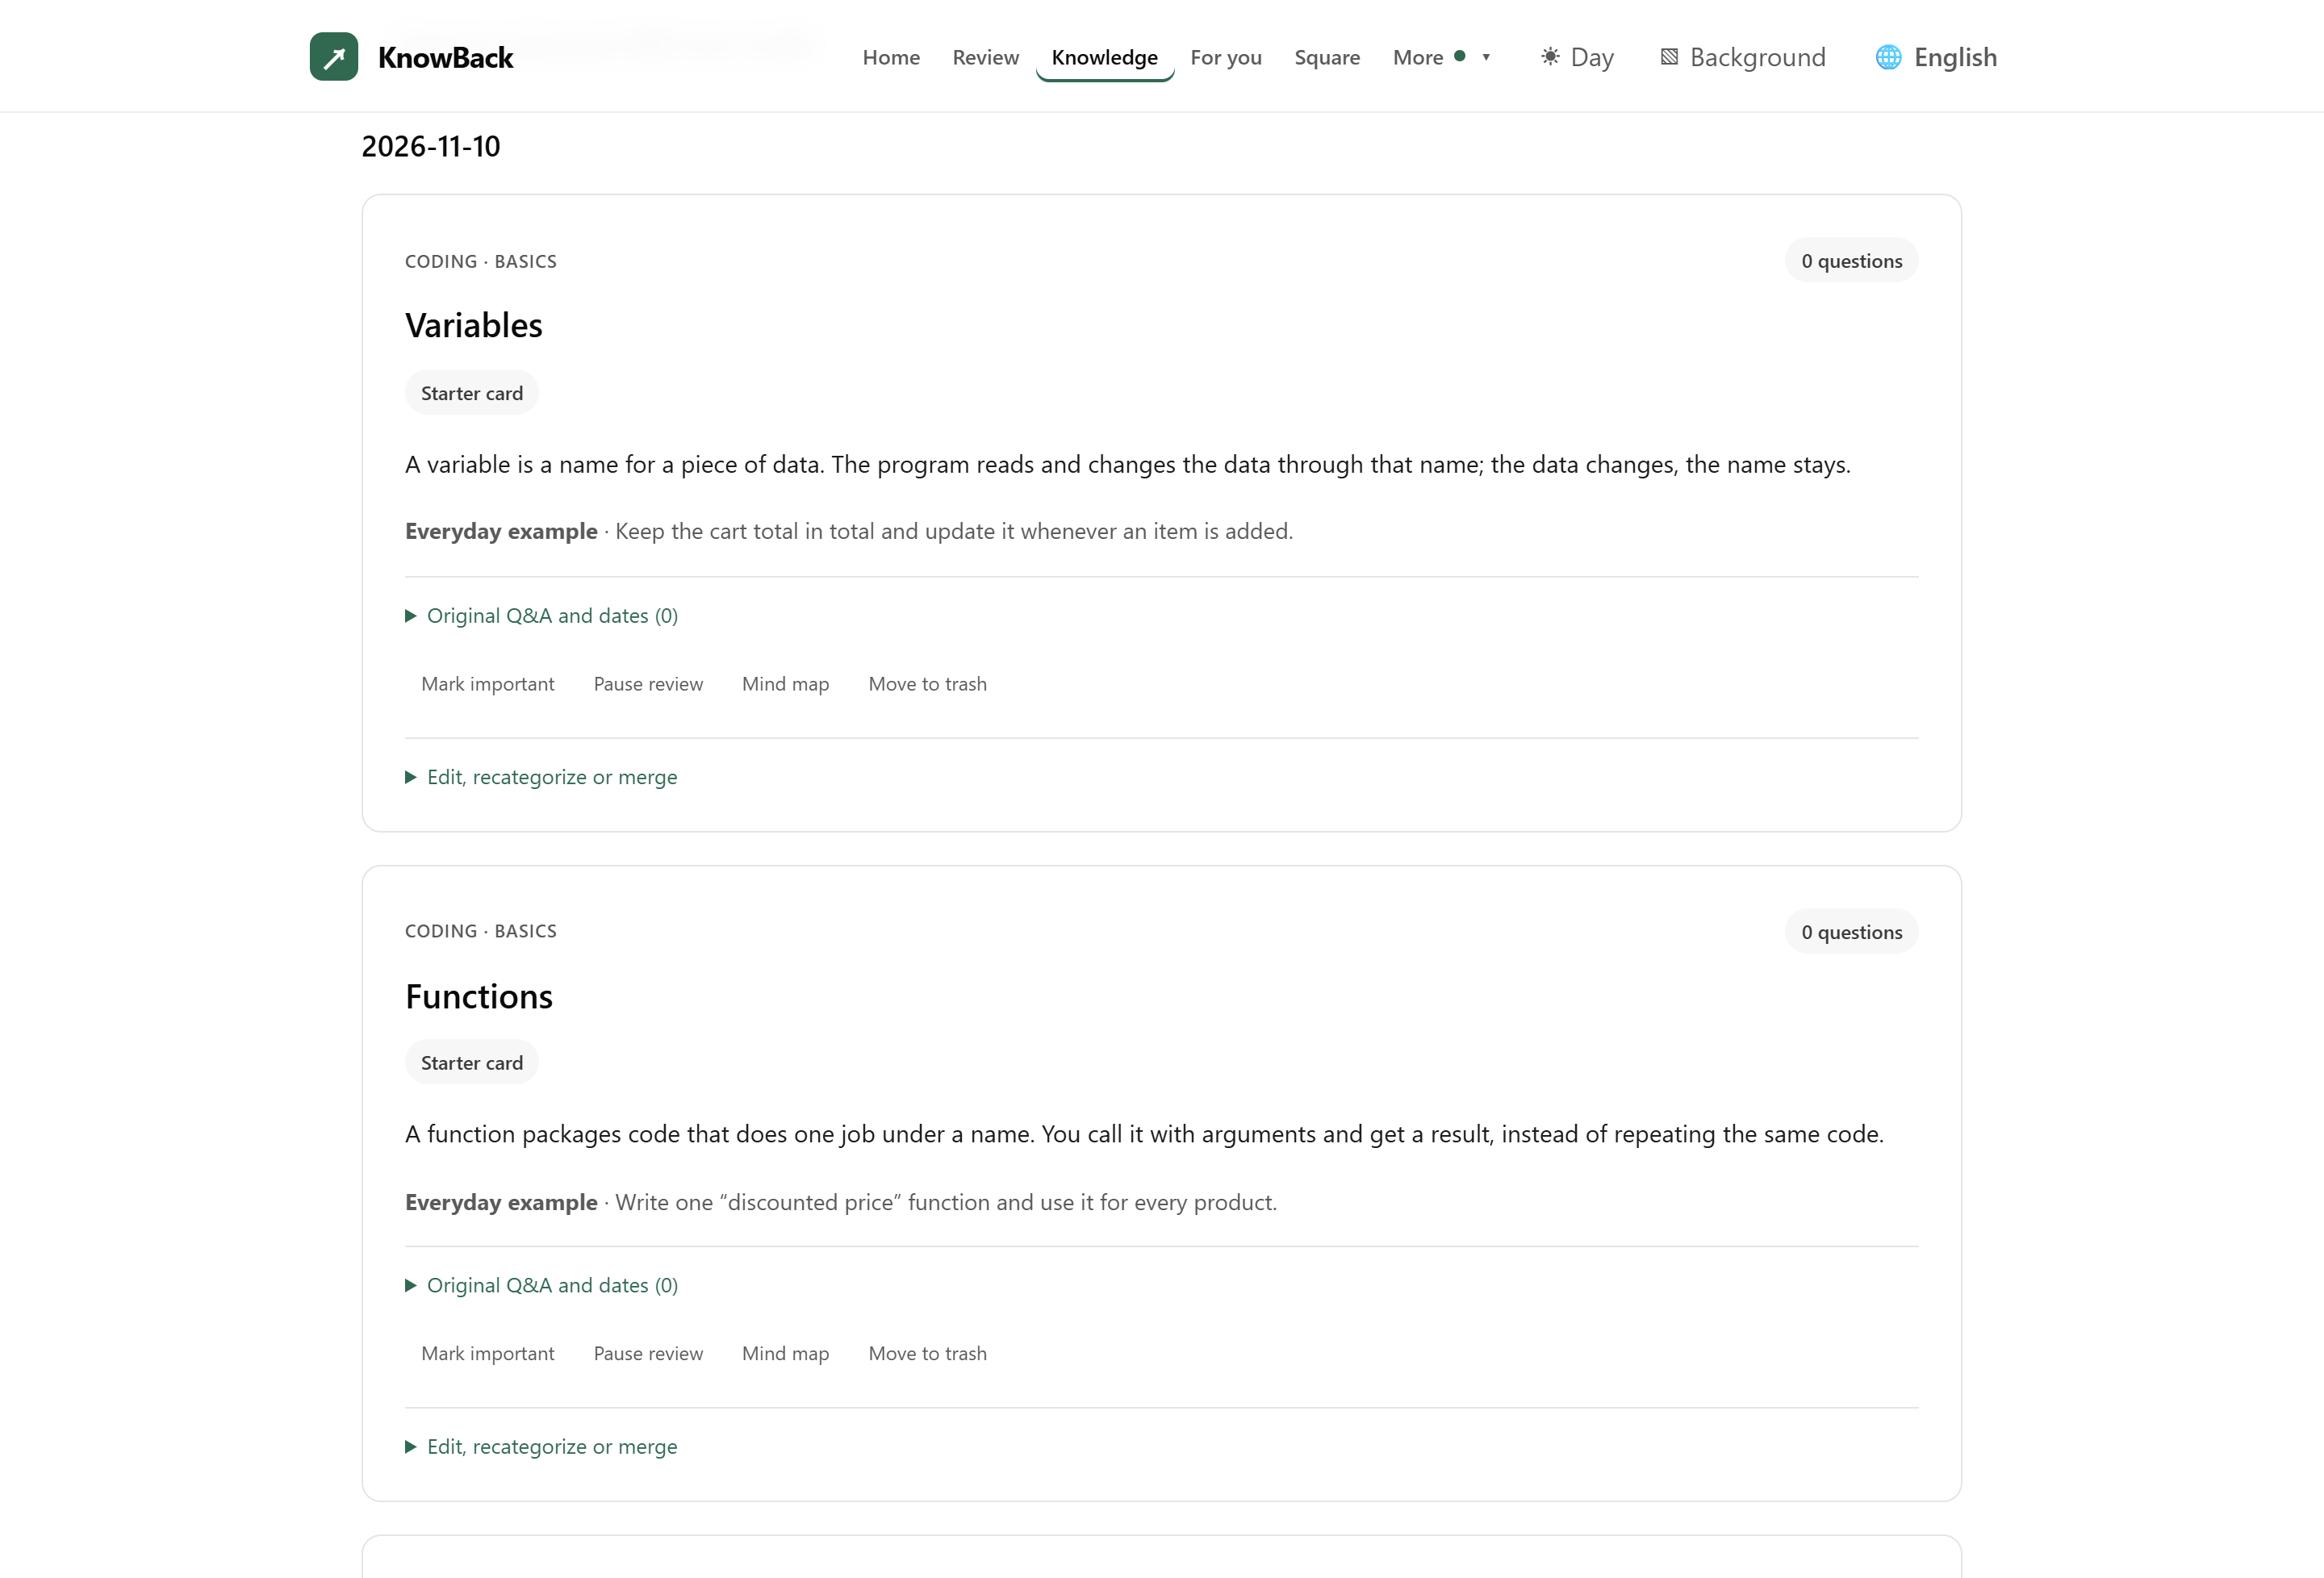 KnowBack
Home Review Knowledge For you Square More Day Background English
2026-11-10
CODING · BASICS
0 questions
Variables
Starter card
A variable is a name for a piece of data. The program reads and changes the data through that name; the data changes, the name stays.
Everyday example · Keep the cart total in total and update it whenever an item is added.
Original Q&A and dates (0)
Mark important Pause review Mind map Move to trash
Edit, recategorize or merge
CODING · BASICS
0 questions
Functions
Starter card
A function packages code that does one job under a name. You call it with arguments and get a result, instead of repeating the same code.
Everyday example · Write one “discounted price” function and use it for every product.
Original Q&A and dates (0)
Mark important Pause review Mind map Move to trash
Edit, recategorize or merge